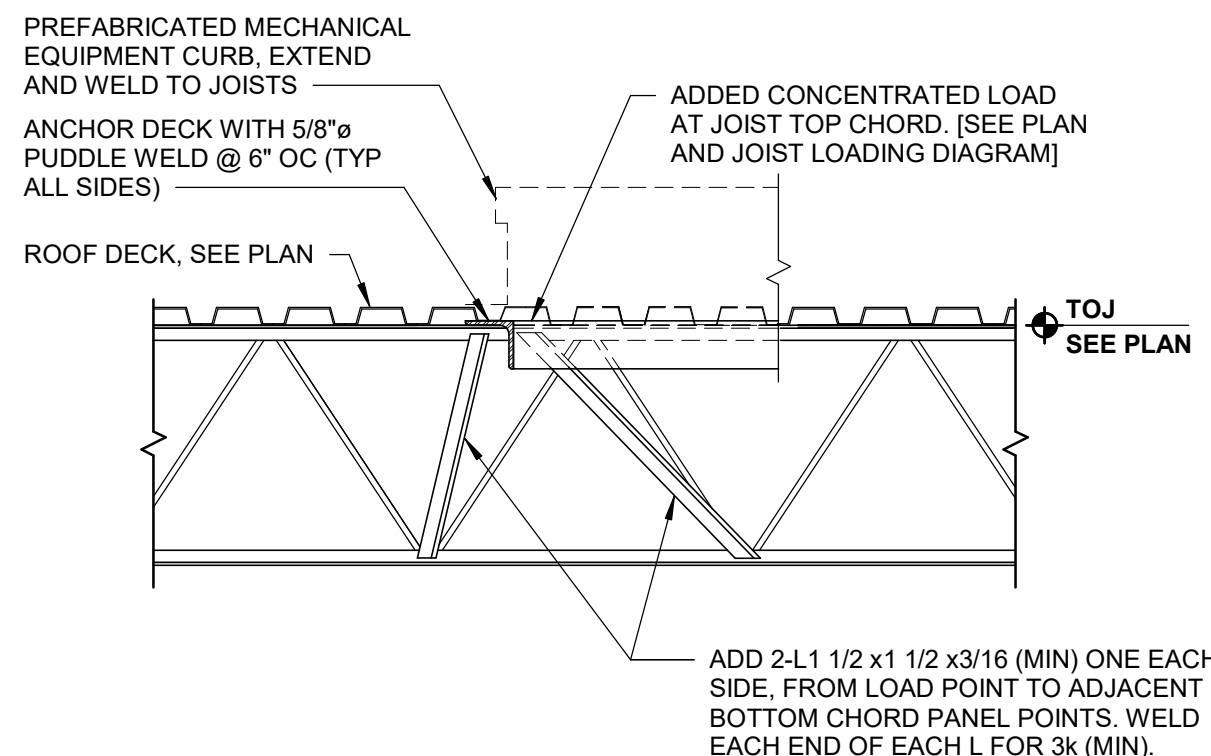 PREFABRICATED MECHANICAL
EQUIPMENT CURB, EXTEND
AND WELD TO JOISTS
ANCHOR DECK WITH 5/8"ø
PUDDLE WELD @ 6" OC (TYP
ALL SIDES)
ROOF DECK, SEE PLAN
ADDED CONCENTRATED LOAD
AT JOIST TOP CHORD. [SEE PLAN
AND JOIST LOADING DIAGRAM]
TOJ
SEE PLAN
ADD 2-L1 1/2 x1 1/2 x3/16 (MIN) ONE EACH
SIDE, FROM LOAD POINT TO ADJACENT
BOTTOM CHORD PANEL POINTS. WELD
EACH END OF EACH L FOR 3k (MIN).